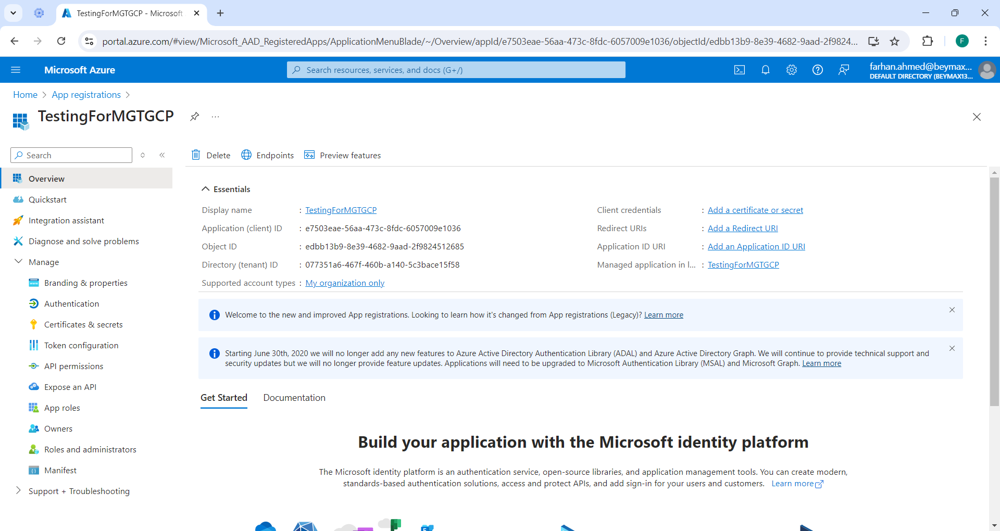 TestingForMGTGCP - Microsoft
portal.azure.com/#view/Microsoft_AAD_RegisteredApps/ApplicationMenuBlade/~/Overview/appId/e7503eae-56aa-473c-8fdc-6057009e1036/objectId/edbb13b9-8e39-4682-9aad-2f9824...
F
Microsoft Azure
Search resources, services, and docs (G+/)
farhan.ahmed@beymax...
DEFAULT DIRECTORY (BEYMAX13...
Home > App registrations >
TestingForMGTGCP
...
Search
Delete
Endpoints
Preview features
Overview
Quickstart
Integration assistant
Diagnose and solve problems
Manage
Branding & properties
Authentication
Certificates & secrets
Token configuration
API permissions
Expose an API
App roles
Owners
Roles and administrators
Manifest
Support + Troubleshooting
Essentials
Display name : TestingForMGTGCP
Application (client) ID : e7503eae-56aa-473c-8fdc-6057009e1036
Object ID : edbb13b9-8e39-4682-9aad-2f9824512685
Directory (tenant) ID : 077351a6-467f-460b-a140-5c3bace15f58
Supported account types : My organization only
Client credentials : Add a certificate or secret
Redirect URIs : Add a Redirect URI
Application ID URI : Add an Application ID URI
Managed application in l... : TestingForMGTGCP
Welcome to the new and improved App registrations. Looking to learn how it's changed from App registrations (Legacy)? Learn more
Starting June 30th, 2020 we will no longer add any new features to Azure Active Directory Authentication Library (ADAL) and Azure Active Directory Graph. We will continue to provide technical support and
security updates but we will no longer provide feature updates. Applications will need to be upgraded to Microsoft Authentication Library (MSAL) and Microsoft Graph. Learn more
Get Started
Documentation
Build your application with the Microsoft identity platform
The Microsoft identity platform is an authentication service, open-source libraries, and application management tools. You can create modern,
standards-based authentication solutions, access and protect APIs, and add sign-in for your users and customers. Learn more